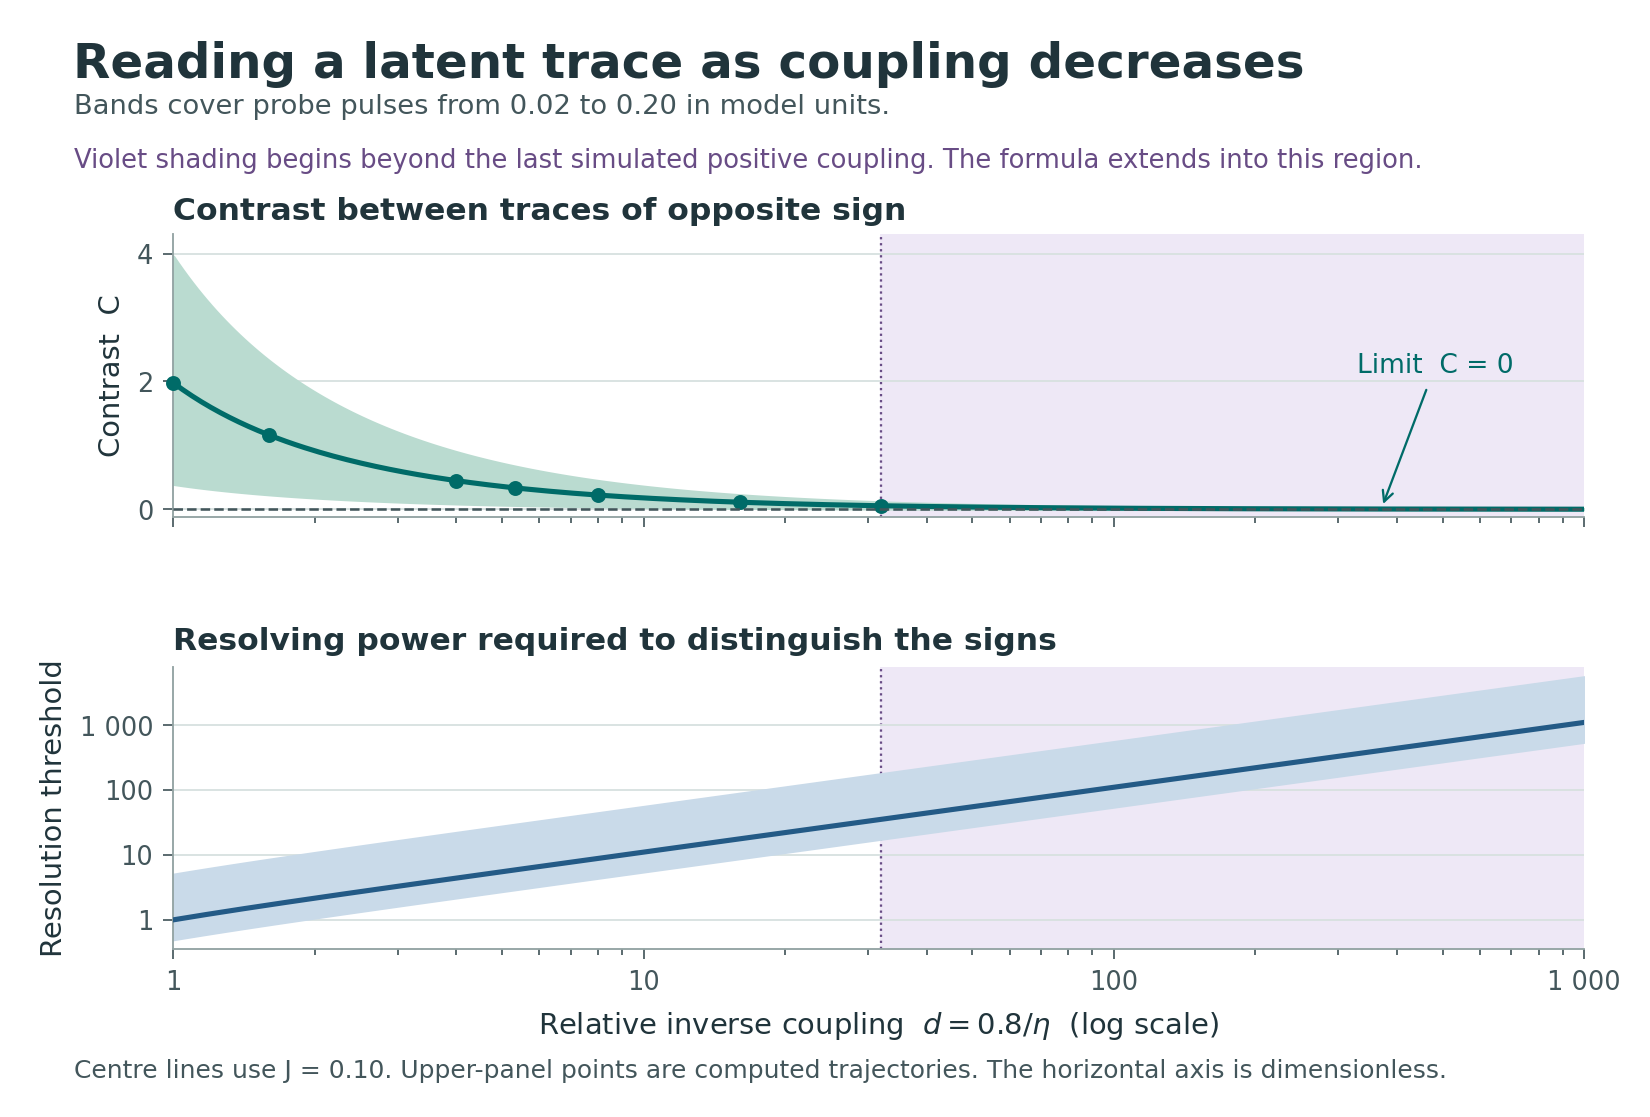 Reading a latent trace as coupling decreases
Bands cover probe pulses from 0.02 to 0.20 in model units.
Violet shading begins beyond the last simulated positive coupling. The formula extends into this region.
Contrast between traces of opposite sign
Contrast C
4
2
0
Limit C = 0
Resolving power required to distinguish the signs
Resolution threshold
1 000
100
10
1
1 10 100 1 000
Relative inverse coupling d = 0.8/η (log scale)
Centre lines use J = 0.10. Upper-panel points are computed trajectories. The horizontal axis is dimensionless.